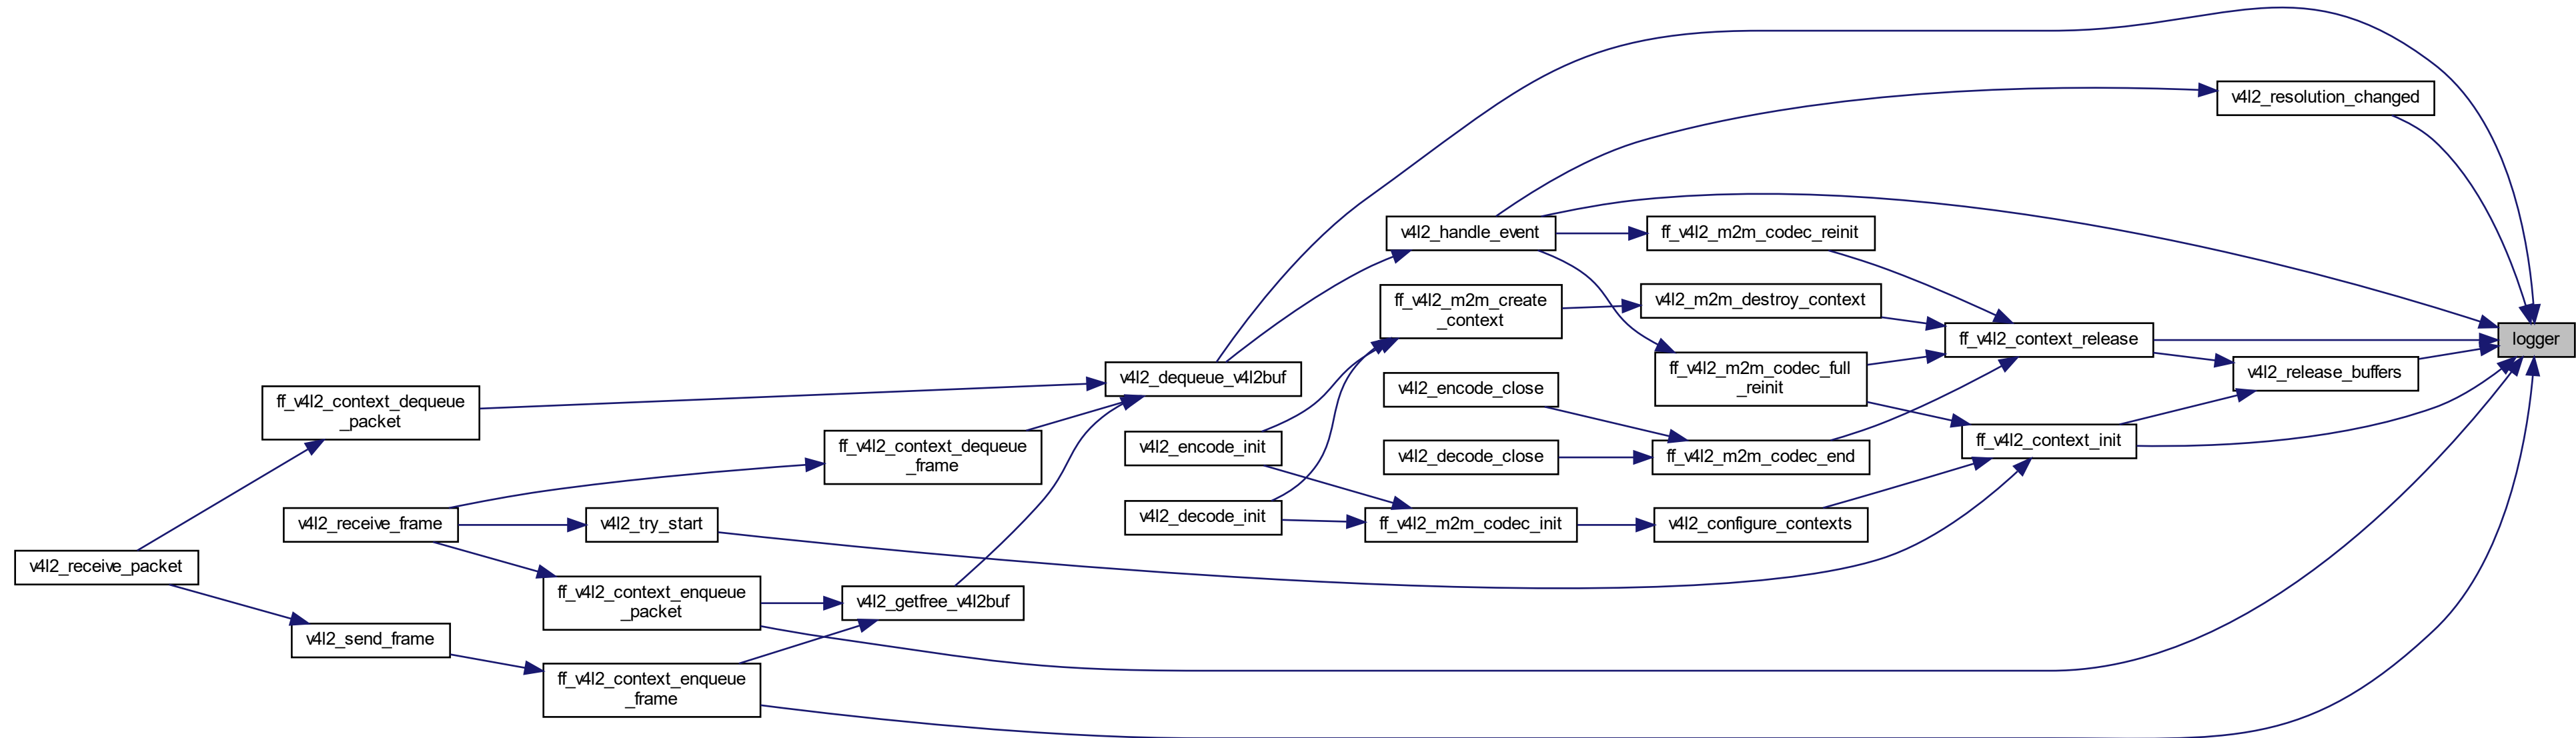 v4l2_resolution_changed
v4l2_handle_event
ff_v4l2_m2m_codec_reinit
ff_v4l2_m2m_create
_context
v4l2_m2m_destroy_context
logger
ff_v4l2_context_release
v4l2_dequeue_v4l2buf
ff_v4l2_m2m_codec_full
_reinit
v4l2_release_buffers
v4l2_encode_close
ff_v4l2_context_dequeue
_packet
v4l2_encode_init
ff_v4l2_context_init
ff_v4l2_context_dequeue
_frame
v4l2_decode_close
ff_v4l2_m2m_codec_end
v4l2_receive_frame
v4l2_try_start
v4l2_decode_init
ff_v4l2_m2m_codec_init
v4l2_configure_contexts
v4l2_receive_packet
ff_v4l2_context_enqueue
_packet
v4l2_getfree_v4l2buf
v4l2_send_frame
ff_v4l2_context_enqueue
_frame